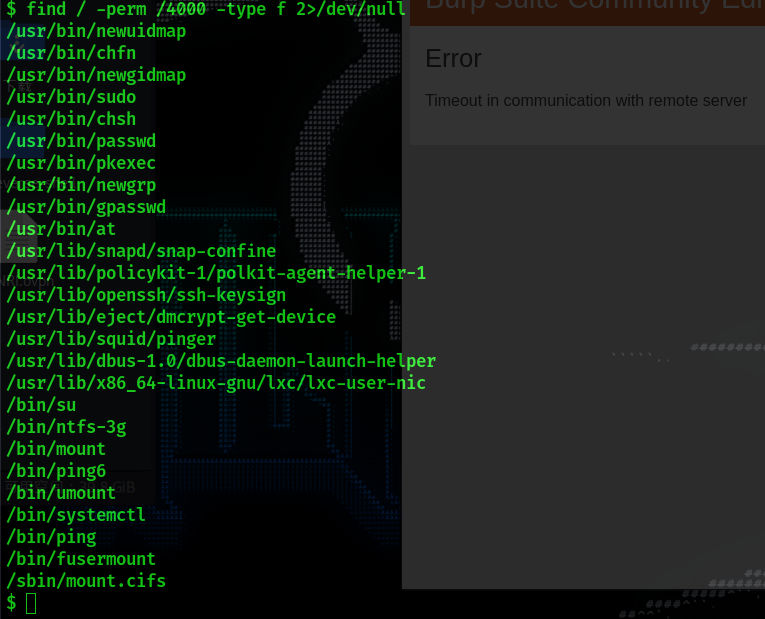 $ find / -perm /4000 -type f 2>/dev/null
/usr/bin/newuidmap
/usr/bin/chfn
/usr/bin/newgidmap
/usr/bin/sudo
/usr/bin/chsh
/usr/bin/passwd
/usr/bin/pkexec
/usr/bin/newgrp
/usr/bin/gpasswd
/usr/bin/at
/usr/lib/snapd/snap-confine
/usr/lib/policykit-1/polkit-agent-helper-1
/usr/lib/openssh/ssh-keysign
/usr/lib/eject/dmcrypt-get-device
/usr/lib/squid/pinger
/usr/lib/dbus-1.0/dbus-daemon-launch-helper
/usr/lib/x86_64-linux-gnu/lxc/lxc-user-nic
/bin/su
/bin/ntfs-3g
/bin/mount
/bin/ping6
/bin/umount
/bin/systemctl
/bin/ping
/bin/fusermount
/sbin/mount.cifs
$
Burp Suite Community Edi
Error
Timeout in communication with remote server